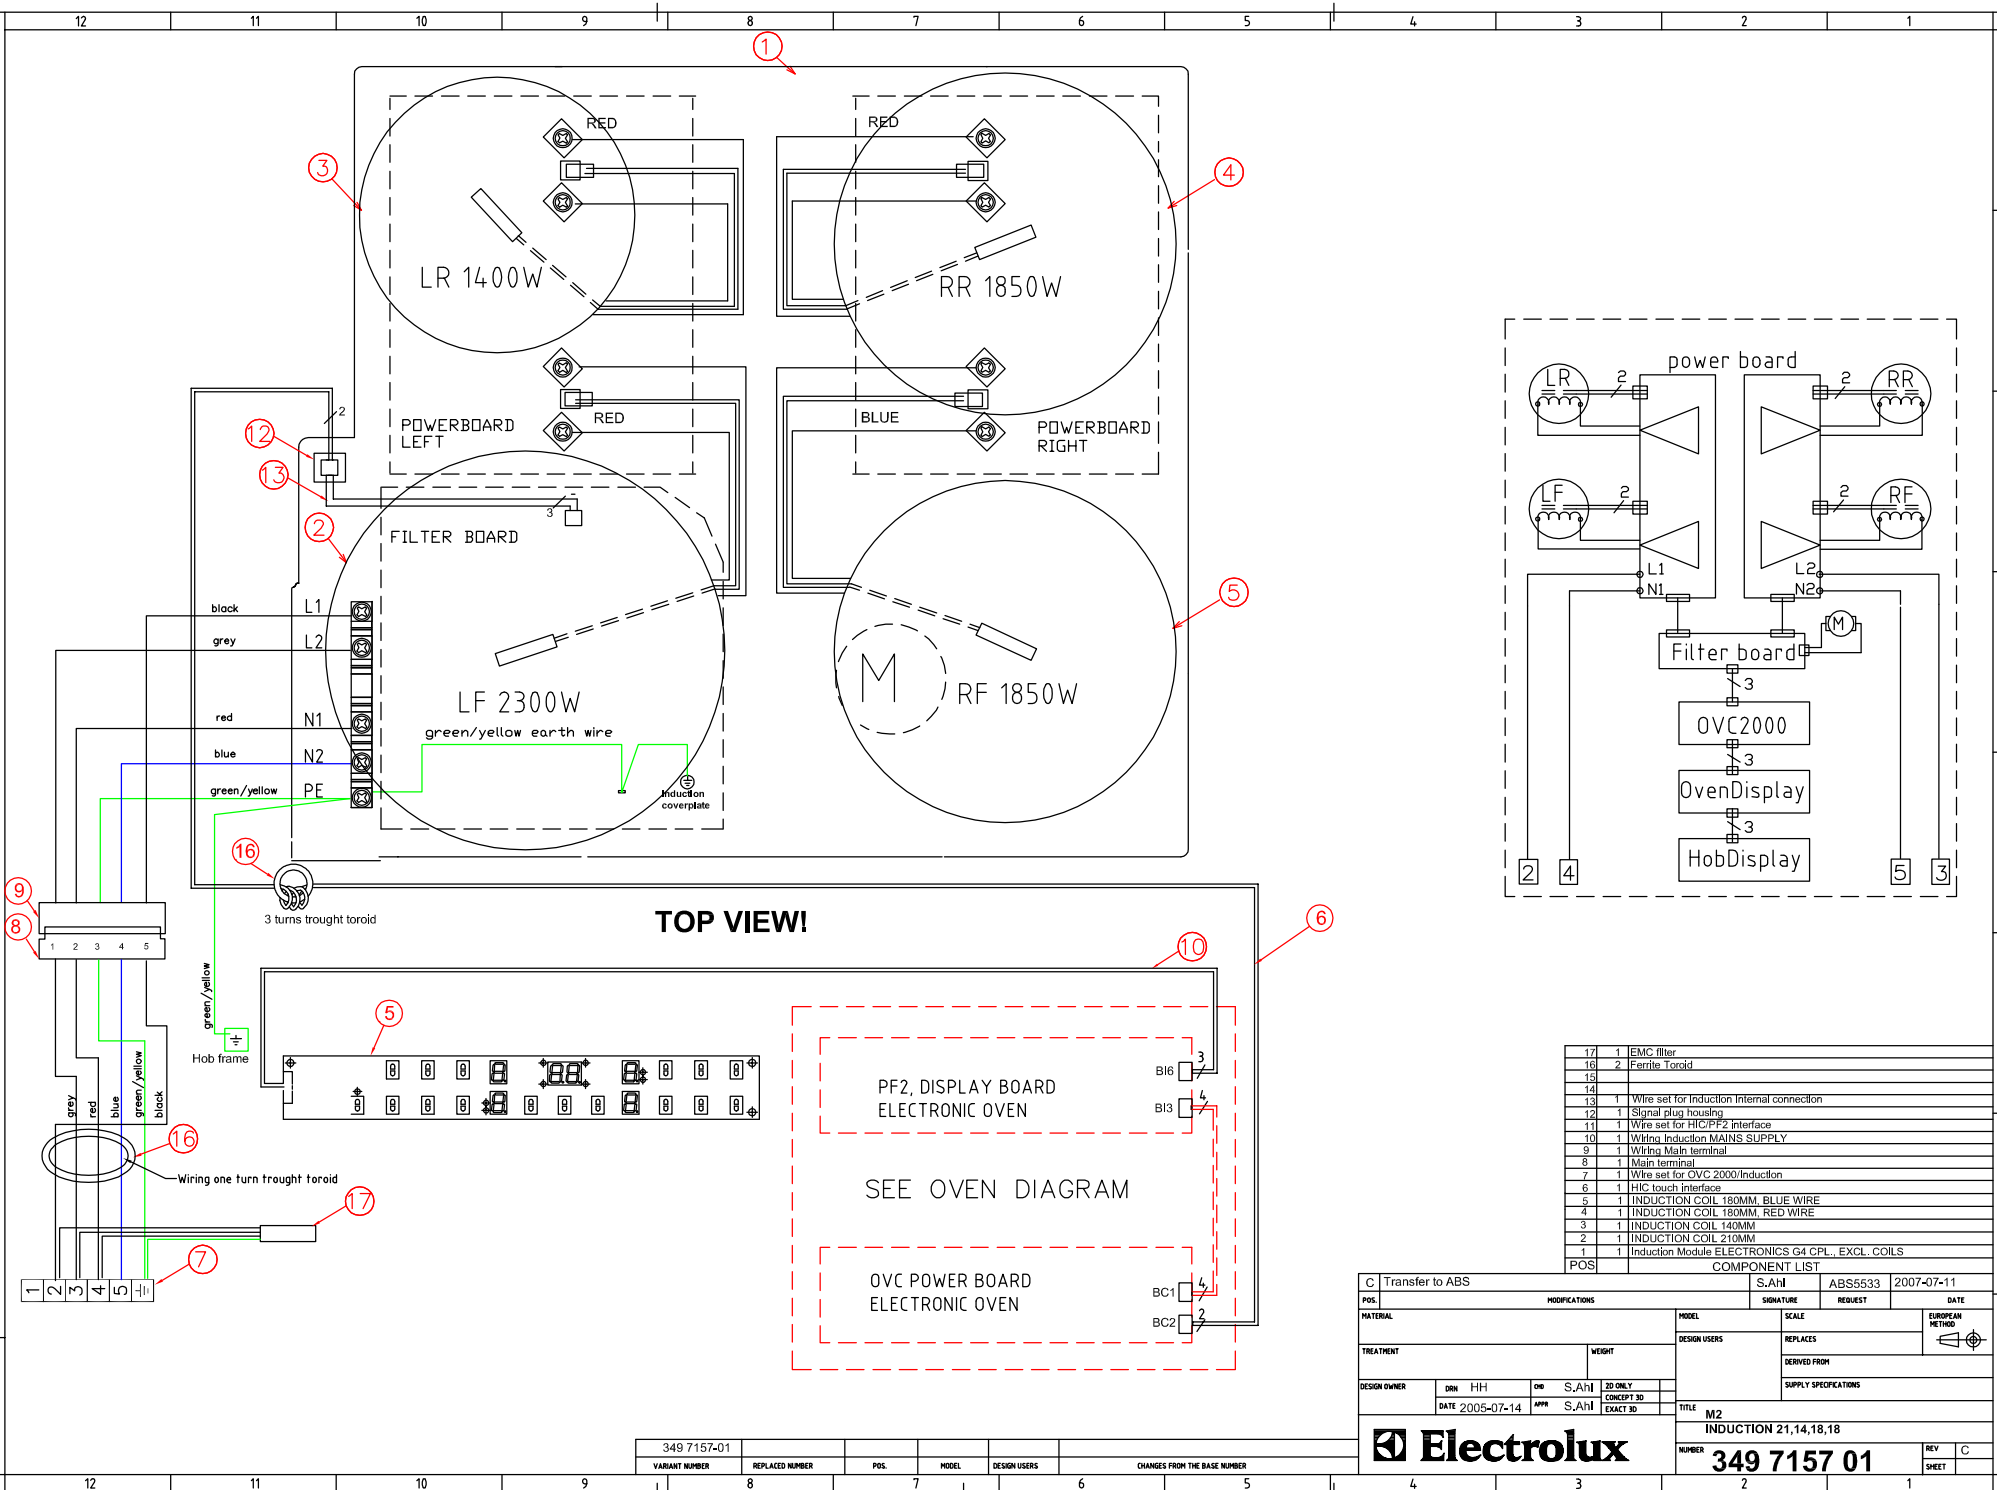 12 11 10 9 8 7 6 5 4 3 2 1
1
RED
RED
3
4
LR 1400W
RR 1850W
POWERBOARD
LEFT
RED
BLUE
POWERBOARD
RIGHT
2
12
13
3
2
FILTER BOARD
black L1
grey L2
red N1
blue N2
green/yellow PE
LF 2300W
green/yellow earth wire
Induction
coverplate
M
RF 1850W
5
power board
LR 2
2 RR
LF 2
2 RF
L1
N1
L2
N2
M
Filter board
3
OVC2000
3
OvenDisplay
3
HobDisplay
2 4 5 3
16
3 turns trought toroid
TOP VIEW!
9
8
1 2 3 4 5
6
10
green/yellow
Hob frame
5
grey
red
blue
green/yellow
black
16
Wiring one turn trought toroid
17
7
1 2 3 4 5
PF2, DISPLAY BOARD
ELECTRONIC OVEN
BI6 3
BI3 4
SEE OVEN DIAGRAM
OVC POWER BOARD
ELECTRONIC OVEN
BC1 4
BC2 2
17 1 EMC filter
16 2 Ferrite Toroid
15
14
13 1 Wire set for Induction Internal connection
12 1 Signal plug housing
11 1 Wire set for HIC/PF2 interface
10 1 Wiring Induction MAINS SUPPLY
9 1 Wiring Main terminal
8 1 Main terminal
7 1 Wire set for OVC 2000/Induction
6 1 HIC touch interface
5 1 INDUCTION COIL 180MM, BLUE WIRE
4 1 INDUCTION COIL 180MM, RED WIRE
3 1 INDUCTION COIL 140MM
2 1 INDUCTION COIL 210MM
1 1 Induction Module ELECTRONICS G4 CPL., EXCL. COILS
POS COMPONENT LIST
C Transfer to ABS S.Ahl ABS5533 2007-07-11
POS. MODIFICATIONS SIGNATURE REQUEST DATE
MATERIAL
MODEL
SCALE
EUROPEAN
METHOD
DESIGN USERS
REPLACES
TREATMENT
WEIGHT
DERIVED FROM
SUPPLY SPECIFICATIONS
DESIGN OWNER
DRN HH
CHD S.Ahl
2D ONLY
CONCEPT 3D
DATE 2005-07-14
APPR S.Ahl
EXACT 3D
TITLE M2
INDUCTION 21,14,18,18
Electrolux
NUMBER 349 7157 01
REV C
SHEET
349 7157-01
VARIANT NUMBER REPLACED NUMBER POS. MODEL DESIGN USERS CHANGES FROM THE BASE NUMBER
12 11 10 9 8 7 6 5 4 3 2 1